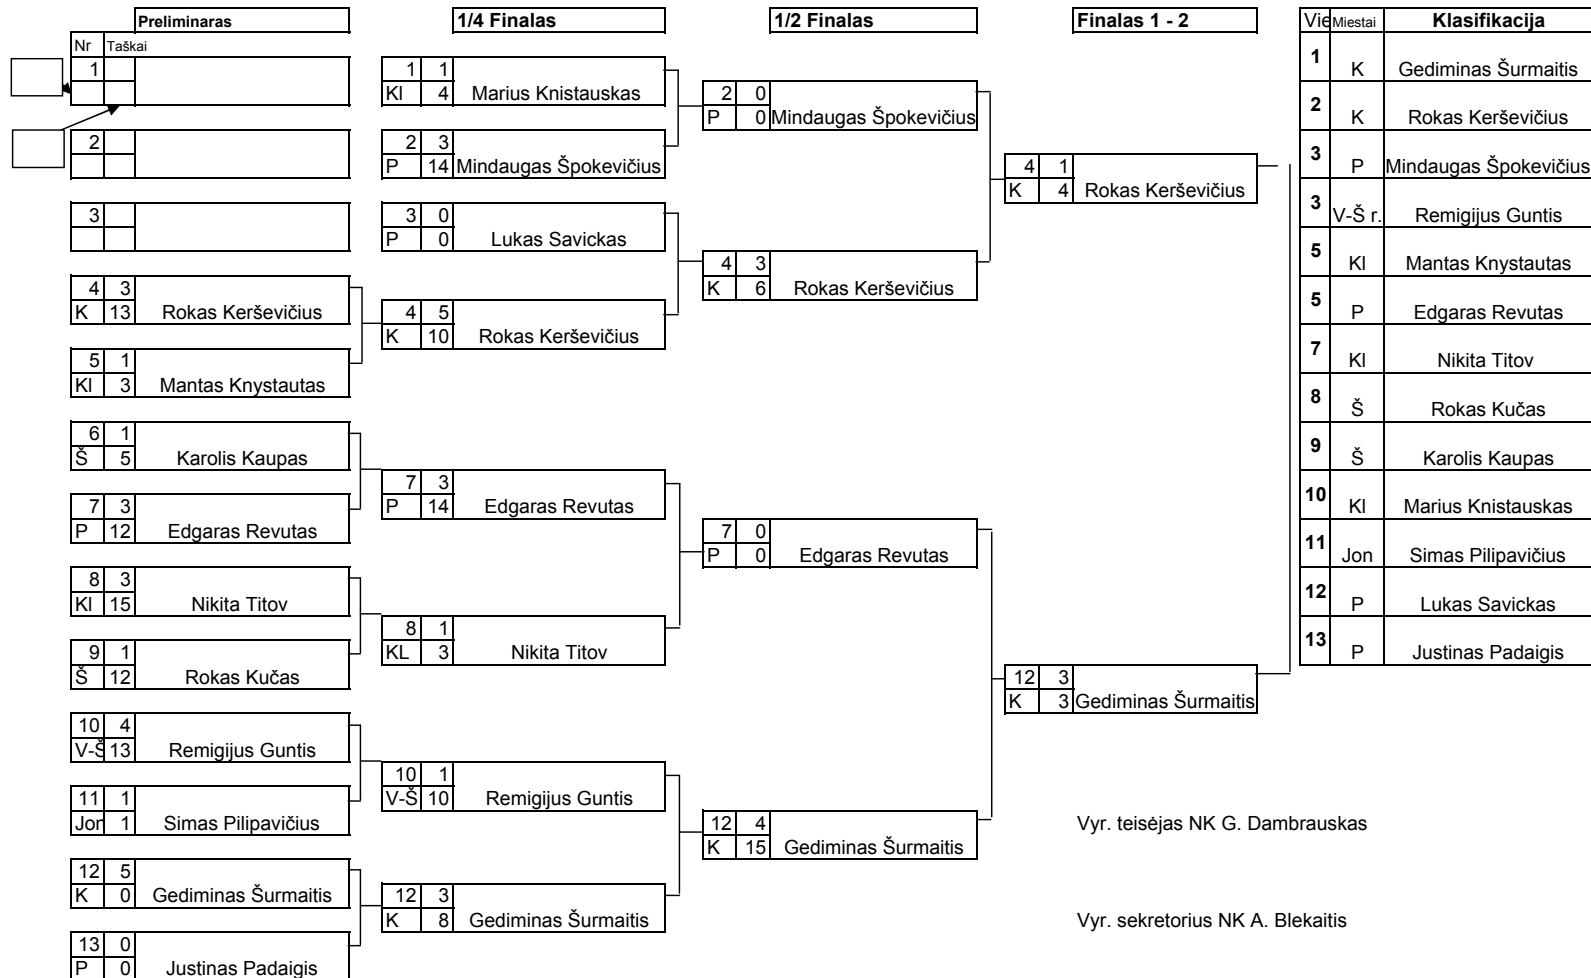 Preliminaras 1/4 Finalas 1/2 Finalas Finalas 1 - 2
Nr Taškai
1
2
3
4 3
K 13 Rokas Kerševičius
5 1
Kl 3 Mantas Knystautas
6 1
Š 5 Karolis Kaupas
7 3
P 12 Edgaras Revutas
8 3
Kl 15 Nikita Titov
9 1
Š 12 Rokas Kučas
10 4
V-Š 13 Remigijus Guntis
11 1
Jon 1 Simas Pilipavičius
12 5
K 0 Gediminas Šurmaitis
13 0
P 0 Justinas Padaigis
1 1
Kl 4 Marius Knistauskas
2 3
P 14 Mindaugas Špokevičius
3 0
P 0 Lukas Savickas
4 5
K 10 Rokas Kerševičius
7 3
P 14 Edgaras Revutas
8 1
KL 3 Nikita Titov
10 1
V-Š 10 Remigijus Guntis
12 3
K 8 Gediminas Šurmaitis
2 0
P 0 Mindaugas Špokevičius
4 3
K 6 Rokas Kerševičius
7 0
P 0 Edgaras Revutas
12 4
K 15 Gediminas Šurmaitis
4 1
K 4 Rokas Kerševičius
12 3
K 3 Gediminas Šurmaitis
Vyr. teisėjas NK G. Dambrauskas
Vyr. sekretorius NK A. Blekaitis
Vie Miestai Klasifikacija
1 K Gediminas Šurmaitis
2 K Rokas Kerševičius
3 P Mindaugas Špokevičius
3 V-Š r. Remigijus Guntis
5 Kl Mantas Knystautas
5 P Edgaras Revutas
7 Kl Nikita Titov
8 Š Rokas Kučas
9 Š Karolis Kaupas
10 Kl Marius Knistauskas
11 Jon Simas Pilipavičius
12 P Lukas Savickas
13 P Justinas Padaigis